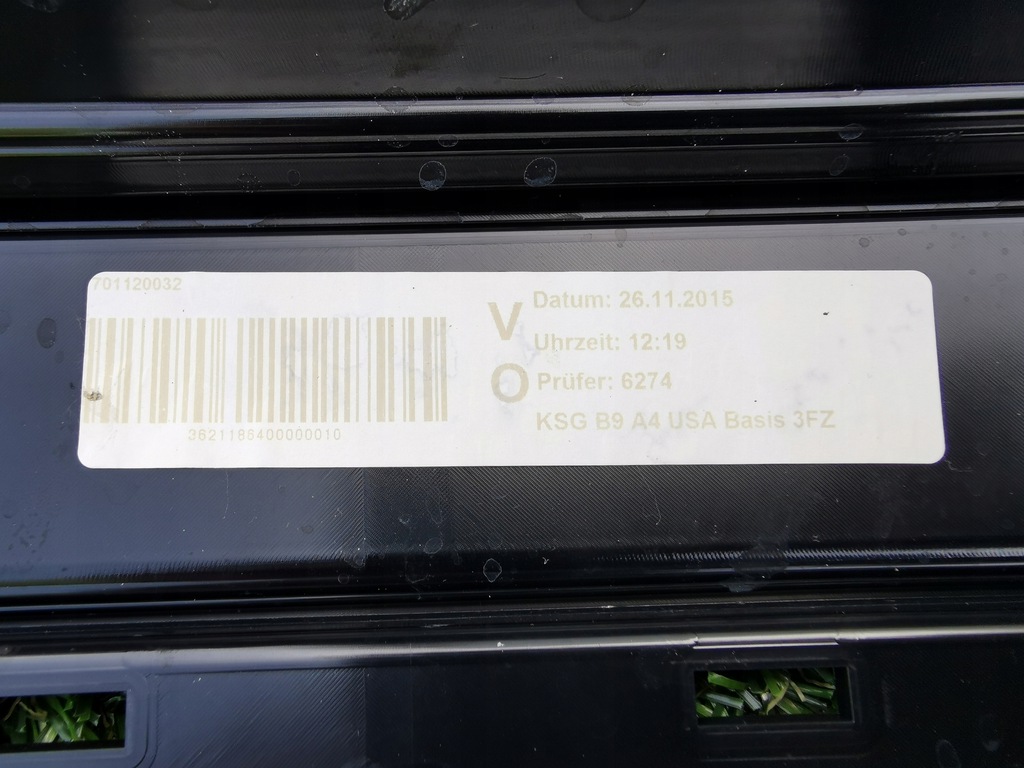 701120032
3621186400000010
V
O
Datum: 26.11.2015
Uhrzeit: 12:19
Prüfer: 6274
KSG B9 A4 USA Basis 3FZ